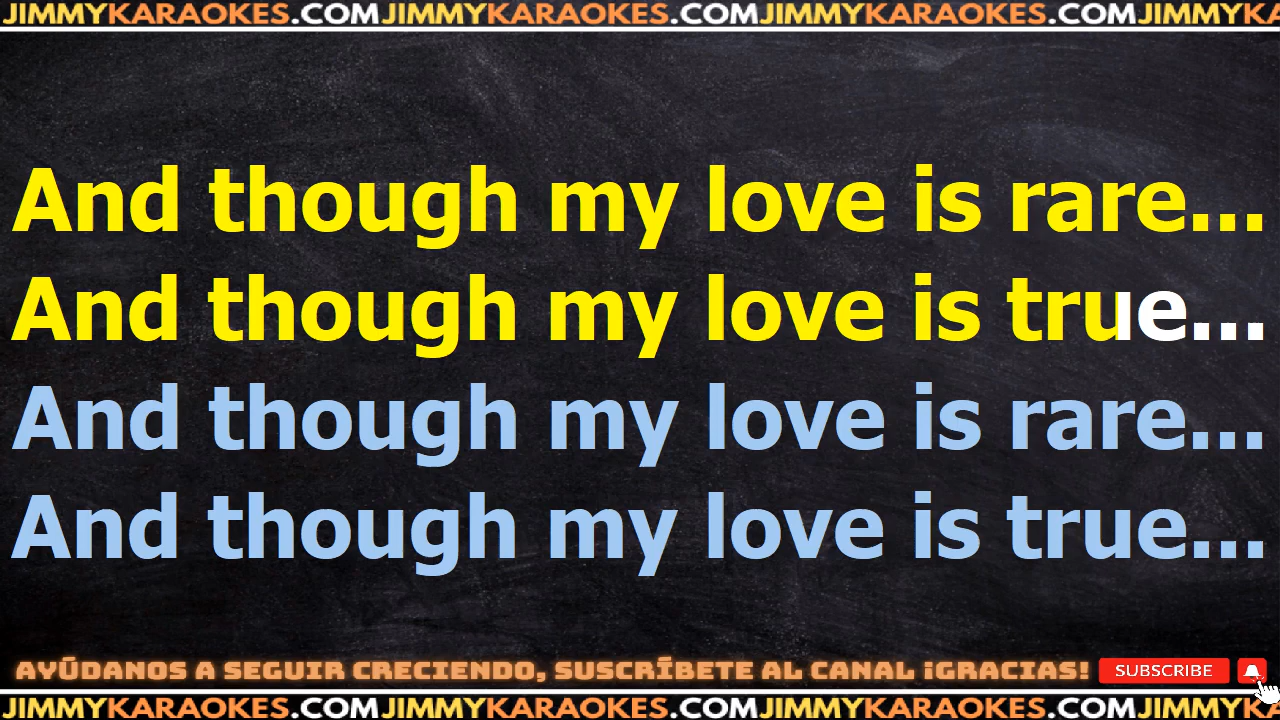 JIMMYKARAOKES.COMJIMMYKARAOKES.COMJIMMYKARAOKES.COMJIMMYKA
And though my love is rare...
And though my love is true...
And though my love is rare...
And though my love is true...
AYÚDANOS A SEGUIR CRECIENDO, SUSCRÍBETE AL CANAL ¡GRACIAS! SUBSCRIBE
JIMMYKARAOKES.COMJIMMYKARAOKES.COMJIMMYKARAOKES.COMJIMMYKA